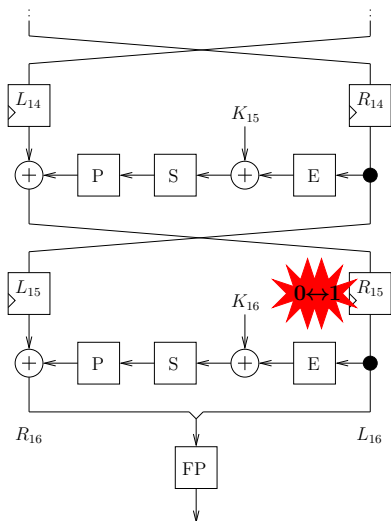 L14 R14
K15
+ P S + E
L15 0↔1 R15
K16
+ P S + E
R16 L16
FP